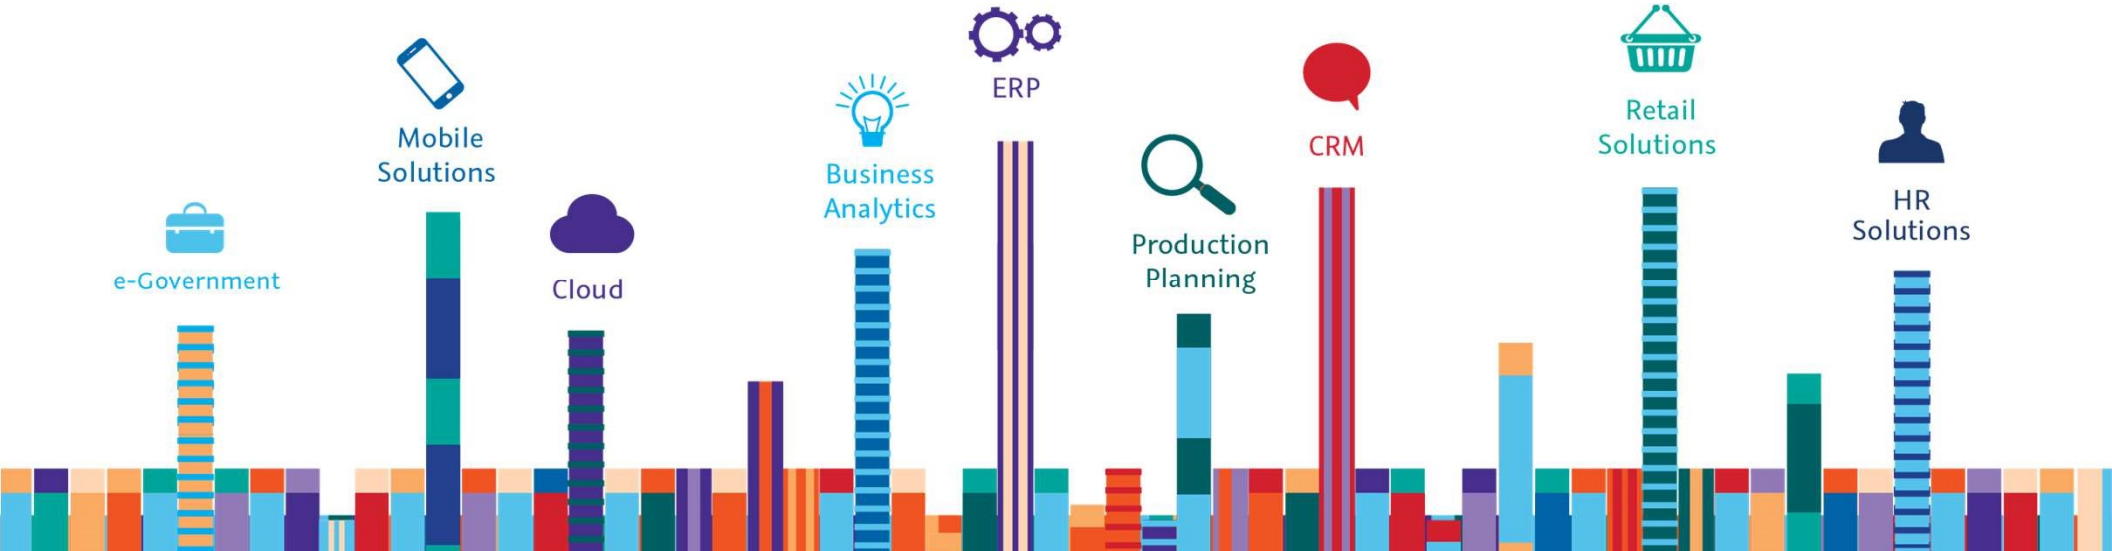 e-Government
Mobile
Solutions
Cloud
Business
Analytics
ERP
Production
Planning
CRM
Retail
Solutions
HR
Solutions